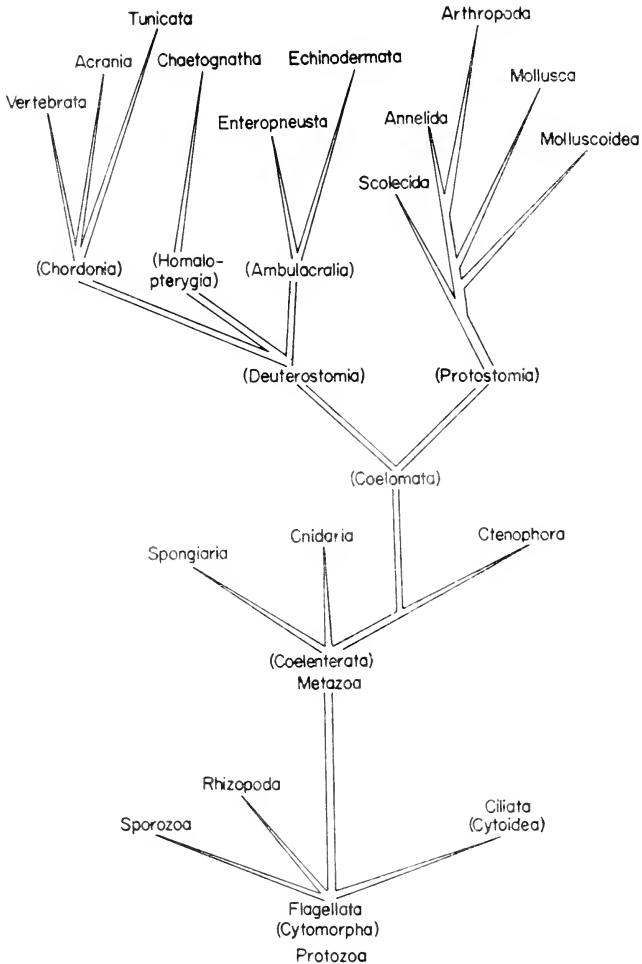 Tunicata
Arthropoda
Acrania
Chaetognatha
Echinodermata
Mollusca
Vertebrata
Enteropneusta
Annelida
Molluscoidea
Scolecida
(Chordonia)
(Homalo-
pterygia)
(Ambulacralia)
(Deuterostomia)
(Protostomia)
(Coelomata)
Spongiaria
Cnidaria
Ctenophora
(Coelenterata)
Metazoa
Rhizopoda
Sporozoa
Ciliata
(Cytoidea)
Flagellata
(Cytomorpha)
Protozoa